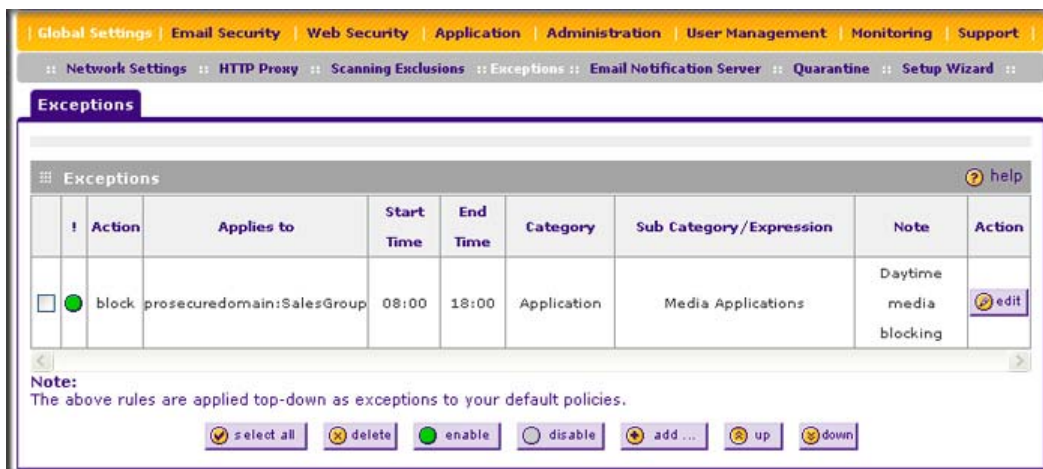 | Global Settings | Email Security | Web Security | Application | Administration | User Management | Monitoring | Support |
:: Network Settings :: HTTP Proxy :: Scanning Exclusions :: Exceptions :: Email Notification Server :: Quarantine :: Setup Wizard ::
Exceptions
Exceptions
help
! Action Applies to Start Time End Time Category Sub Category/Expression Note Action
block prosecuredomain:SalesGroup 08:00 18:00 Application Media Applications Daytime media blocking edit
Note:
The above rules are applied top-down as exceptions to your default policies.
select all delete enable disable add ... up down